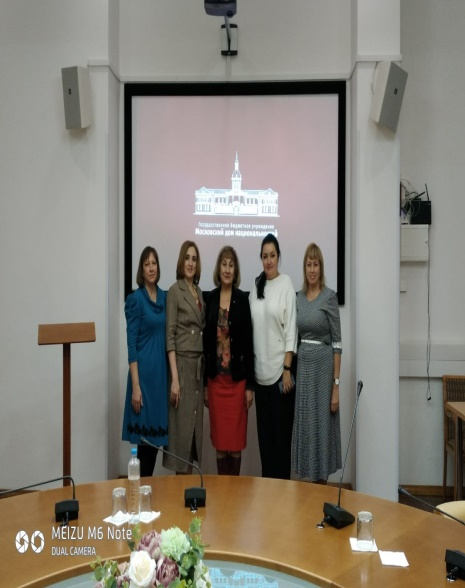 Государственное бюджетное учреждение
Московский дом национальностей
MEIZU M6 Note
DUAL CAMERA